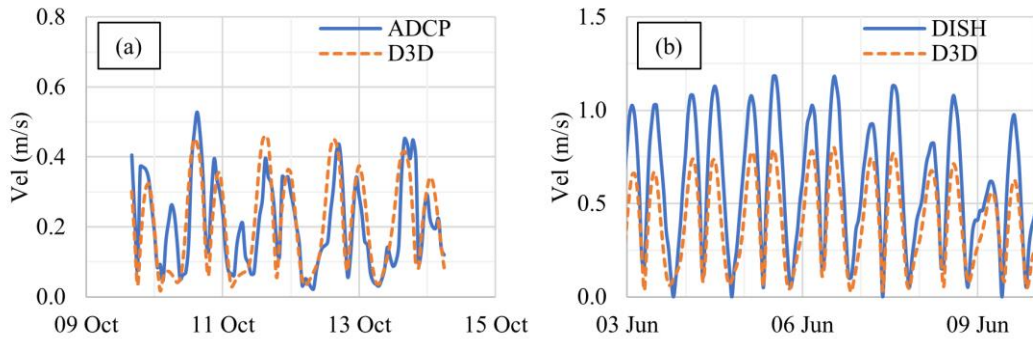 (a)
ADCP
D3D
Vel (m/s)
0.8
0.6
0.4
0.2
0.0
09 Oct
11 Oct
13 Oct
15 Oct
(b)
DISH
D3D
Vel (m/s)
1.5
1.0
0.5
0.0
03 Jun
06 Jun
09 Jun